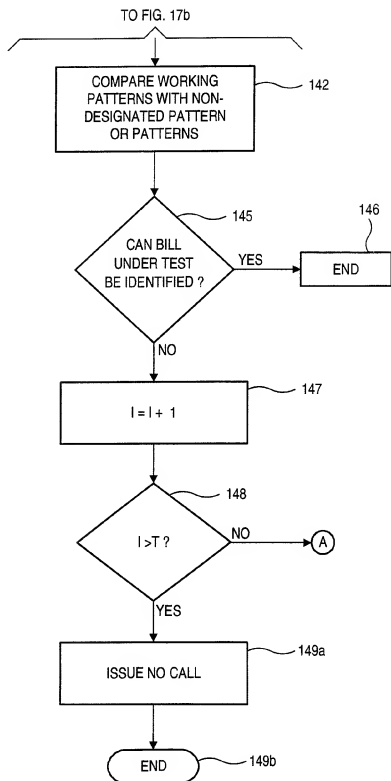 TO FIG. 17b
COMPARE WORKING
PATTERNS WITH NON-
DESIGNATED PATTERN
OR PATTERNS
142
145
146
CAN BILL
UNDER TEST
BE IDENTIFIED ?
YES
END
NO
147
I = I + 1
148
I >T ?
NO
A
YES
149a
ISSUE NO CALL
END
149b